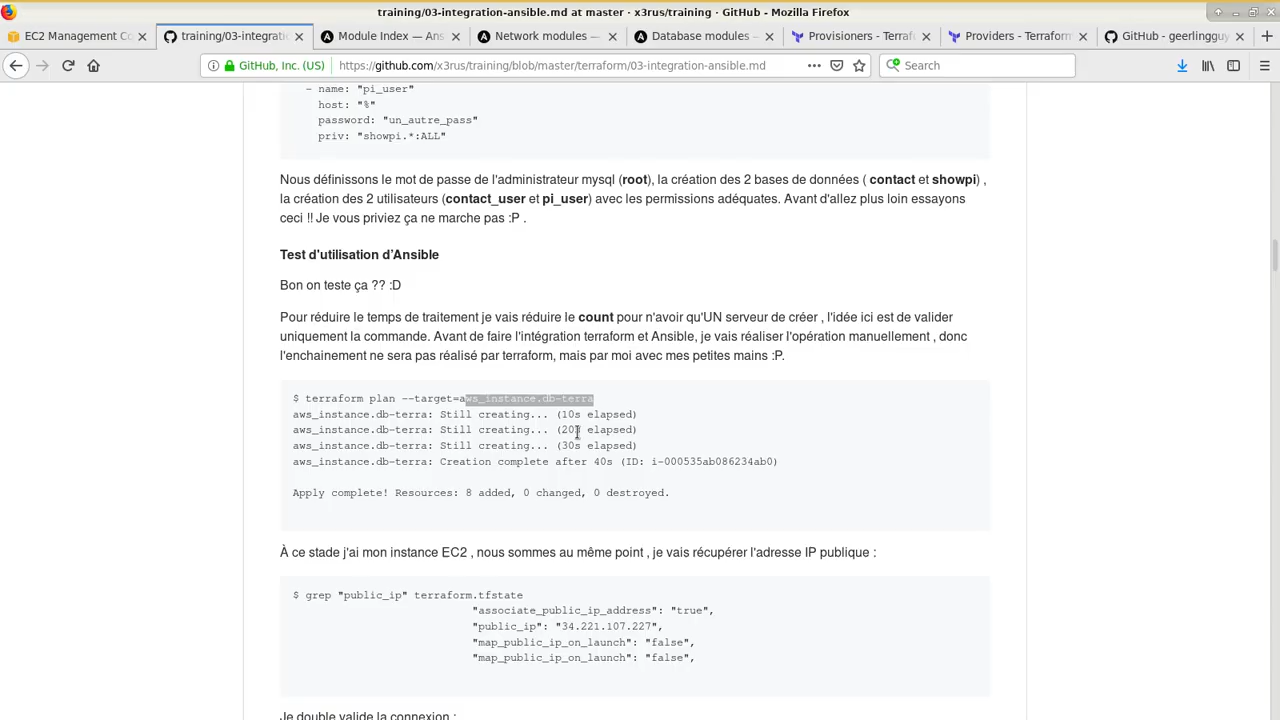 training/03-integration-ansible.md at master · x3rus/training · GitHub - Mozilla Firefox
EC2 Management Co
training/03-integrati
Module Index — Ans
Network modules —
Database modules —
Provisioners - Terraf
Providers - Terraform
GitHub - geerlingguy
GitHub, Inc. (US)
https://github.com/x3rus/training/blob/master/terraform/03-integration-ansible.md
Search
- name: "pi_user"
host: "%"
password: "un_autre_pass"
priv: "showpi.*:ALL"
Nous définissons le mot de passe de l'administrateur mysql (root), la création des 2 bases de données ( contact et showpi) ,
la création des 2 utilisateurs (contact_user et pi_user) avec les permissions adéquates. Avant d'allez plus loin essayons
ceci !! Je vous priviez ça ne marche pas :P .
Test d'utilisation d'Ansible
Bon on teste ça ?? :D
Pour réduire le temps de traitement je vais réduire le count pour n'avoir qu'UN serveur de créer , l'idée ici est de valider
uniquement la commande. Avant de faire l'intégration terraform et Ansible, je vais réaliser l'opération manuellement , donc
l'enchainement ne sera pas réalisé par terraform, mais par moi avec mes petites mains :P.
$ terraform plan --target=aws_instance.db-terra
aws_instance.db-terra: Still creating... (10s elapsed)
aws_instance.db-terra: Still creating... (20s elapsed)
aws_instance.db-terra: Still creating... (30s elapsed)
aws_instance.db-terra: Creation complete after 40s (ID: i-000535ab086234ab0)
Apply complete! Resources: 8 added, 0 changed, 0 destroyed.
À ce stade j'ai mon instance EC2 , nous sommes au même point , je vais récupérer l'adresse IP publique :
$ grep "public_ip" terraform.tfstate
"associate_public_ip_address": "true",
"public_ip": "34.221.107.227",
"map_public_ip_on_launch": "false",
"map_public_ip_on_launch": "false",
Je double valide la connexion :